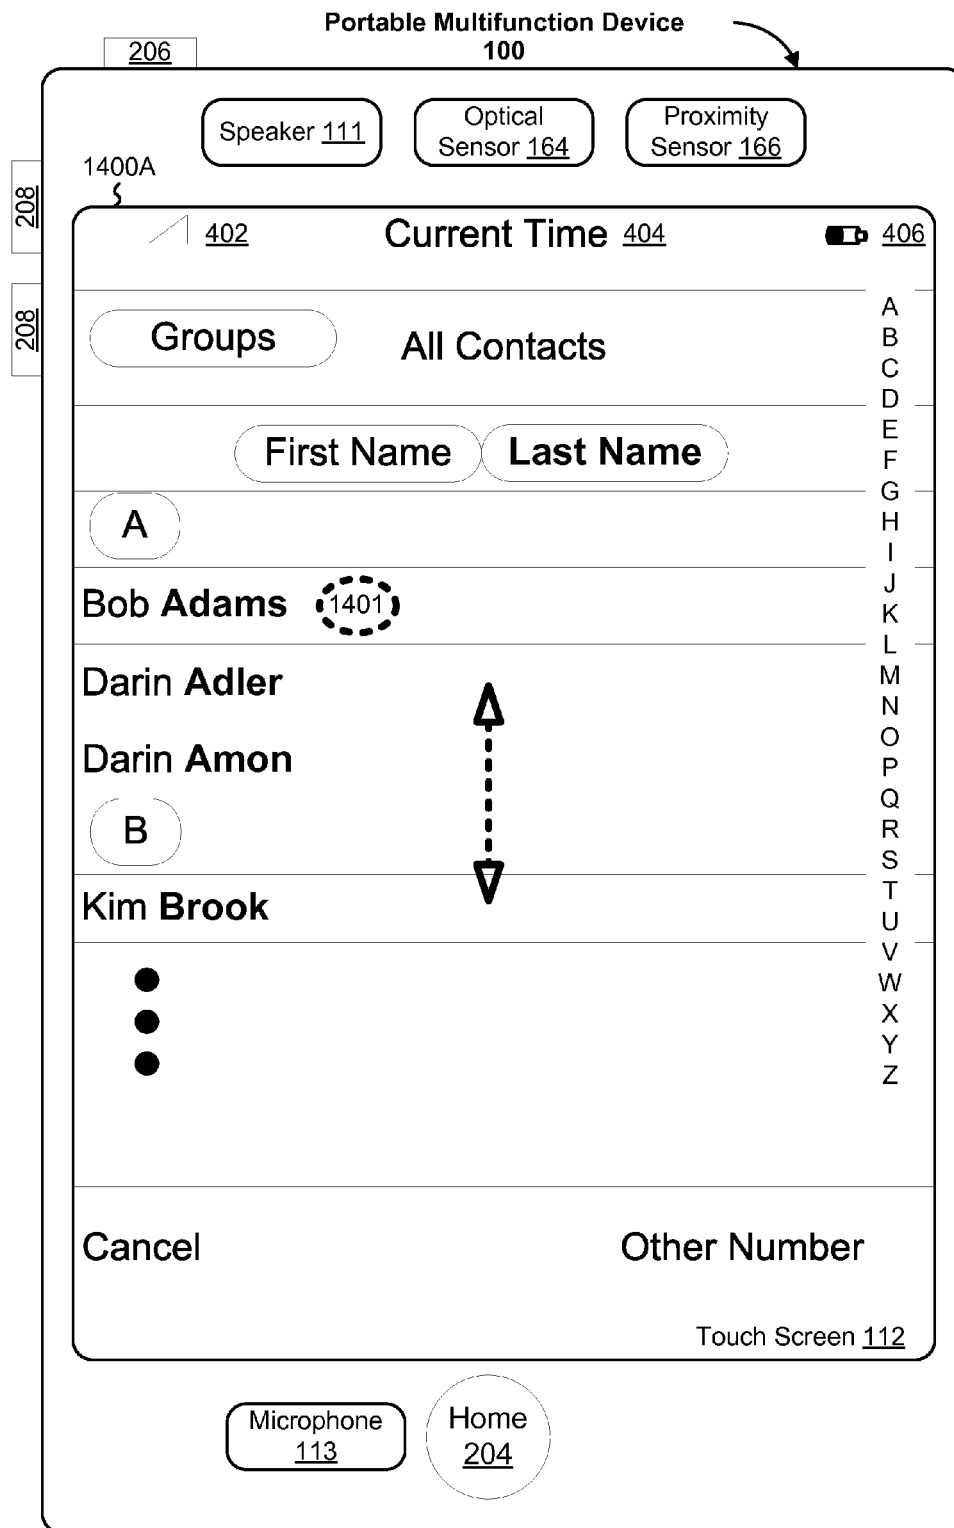 Portable Multifunction Device
100
206
Speaker 111
Optical
Sensor 164
Proximity
Sensor 166
1400A
208
208
402
Current Time 404
406
Groups
All Contacts
First Name
Last Name
A
Bob Adams
1401
Darin Adler
Darin Amon
B
Kim Brook
A
B
C
D
E
F
G
H
I
J
K
L
M
N
O
P
Q
R
S
T
U
V
W
X
Y
Z
Cancel
Other Number
Touch Screen 112
Microphone
113
Home
204